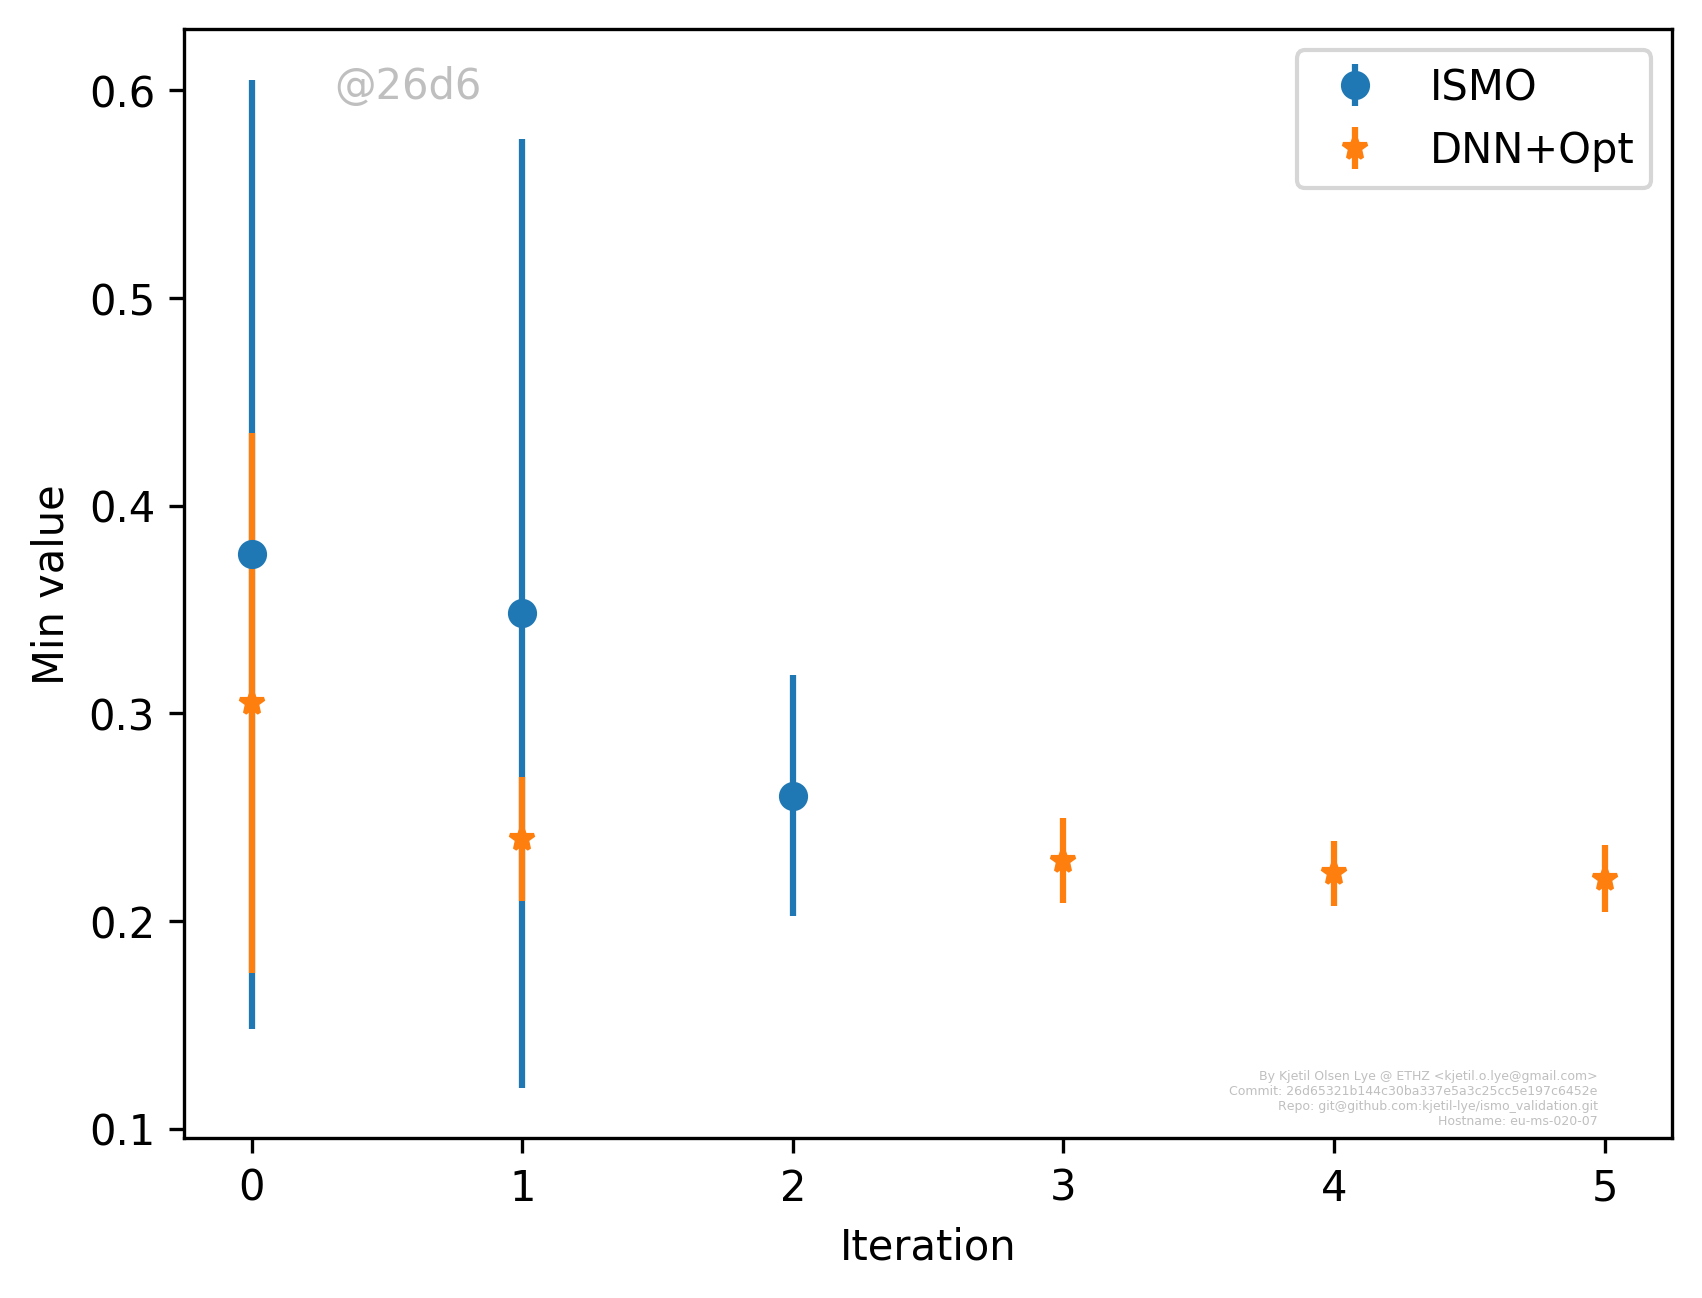 @26d6
ISMO
DNN+Opt
0.6
0.5
0.4
0.3
0.2
0.1
Min value
By Kjetil Olsen Lye @ ETHZ <kjetil.o.lye@gmail.com>
Commit: 26d65321b144c30ba337e5a3c25cc5e197c6452e
Repo: git@github.com:kjetil-lye/ismo_validation.git
Hostname: eu-ms-020-07
0 1 2 3 4 5
Iteration